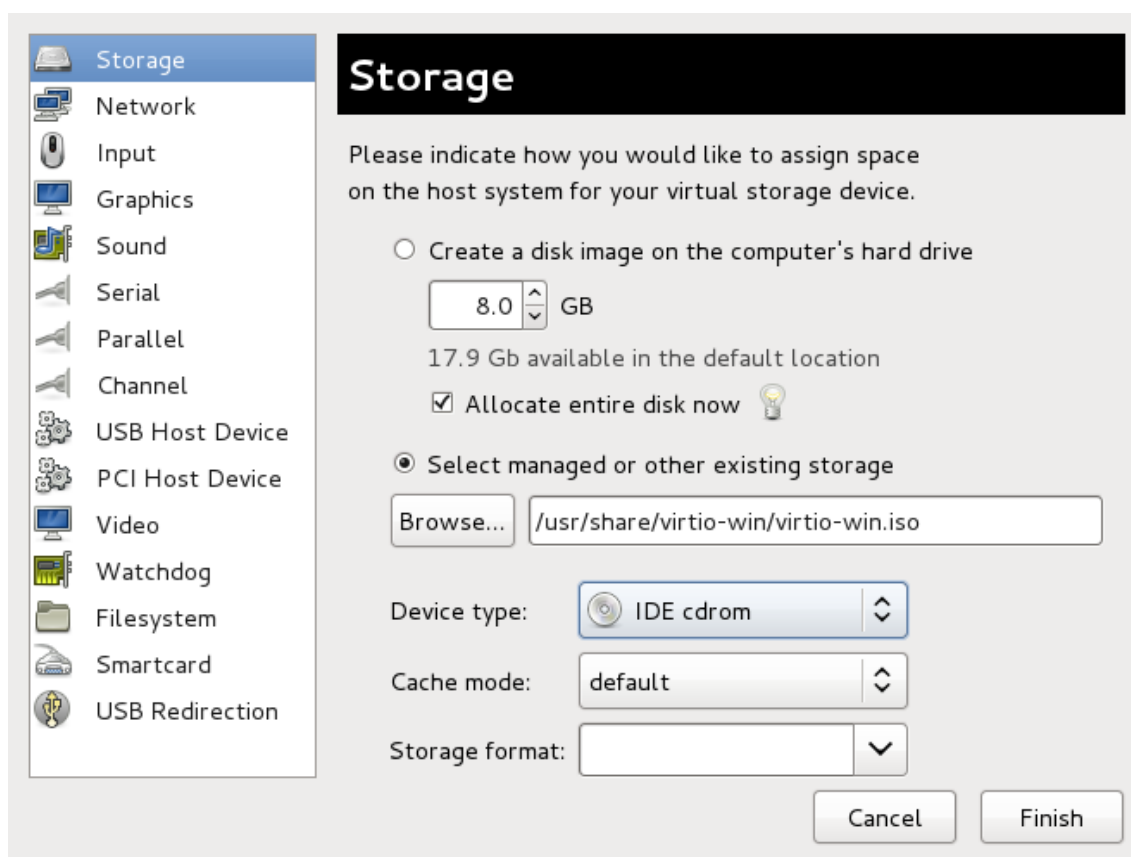 Storage
Network
Input
Graphics
Sound
Serial
Parallel
Channel
USB Host Device
PCI Host Device
Video
Watchdog
Filesystem
Smartcard
USB Redirection
Storage
Please indicate how you would like to assign space
on the host system for your virtual storage device.
Create a disk image on the computer's hard drive
8.0 GB
17.9 Gb available in the default location
Allocate entire disk now
Select managed or other existing storage
Browse... /usr/share/virtio-win/virtio-win.iso
Device type: IDE cdrom
Cache mode: default
Storage format:
Cancel Finish